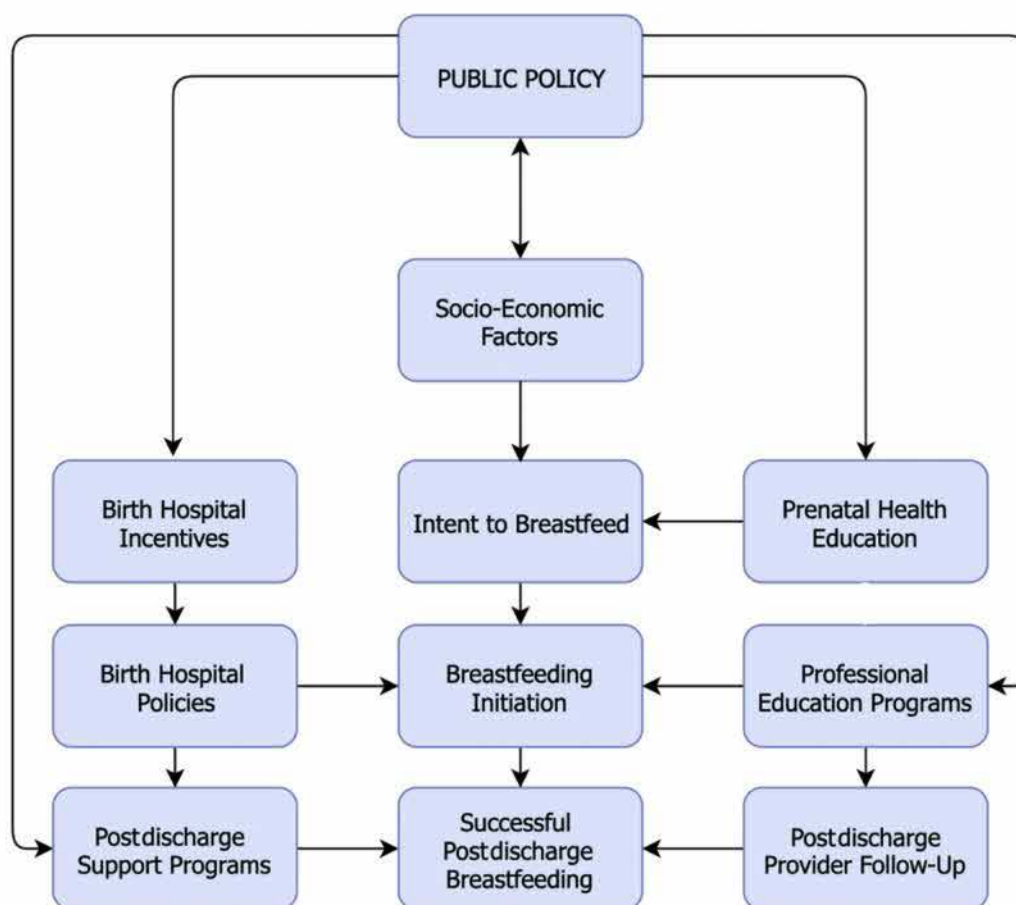 PUBLIC POLICY
Socio-Economic
Factors
Birth Hospital
Incentives
Intent to Breastfeed
Prenatal Health
Education
Birth Hospital
Policies
Breastfeeding
Initiation
Professional
Education Programs
Postdischarge
Support Programs
Successful
Postdischarge
Breastfeeding
Postdischarge
Provider Follow-Up